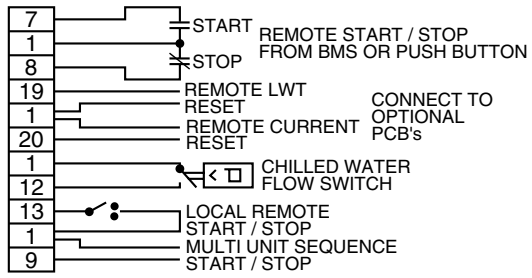 7
START
REMOTE START / STOP
1
FROM BMS OR PUSH BUTTON
STOP
8
19
REMOTE LWT
RESET
CONNECT TO
1
OPTIONAL
REMOTE CURRENT
PCB's
20
RESET
1
CHILLED WATER
12
FLOW SWITCH
13
LOCAL REMOTE
START / STOP
1
MULTI UNIT SEQUENCE
9
START / STOP